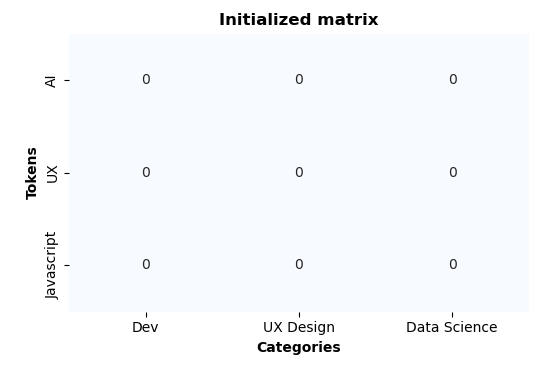 Initialized matrix
Tokens
AI
0 0 0
UX
0 0 0
Javascript
0 0 0
Dev UX Design Data Science
Categories